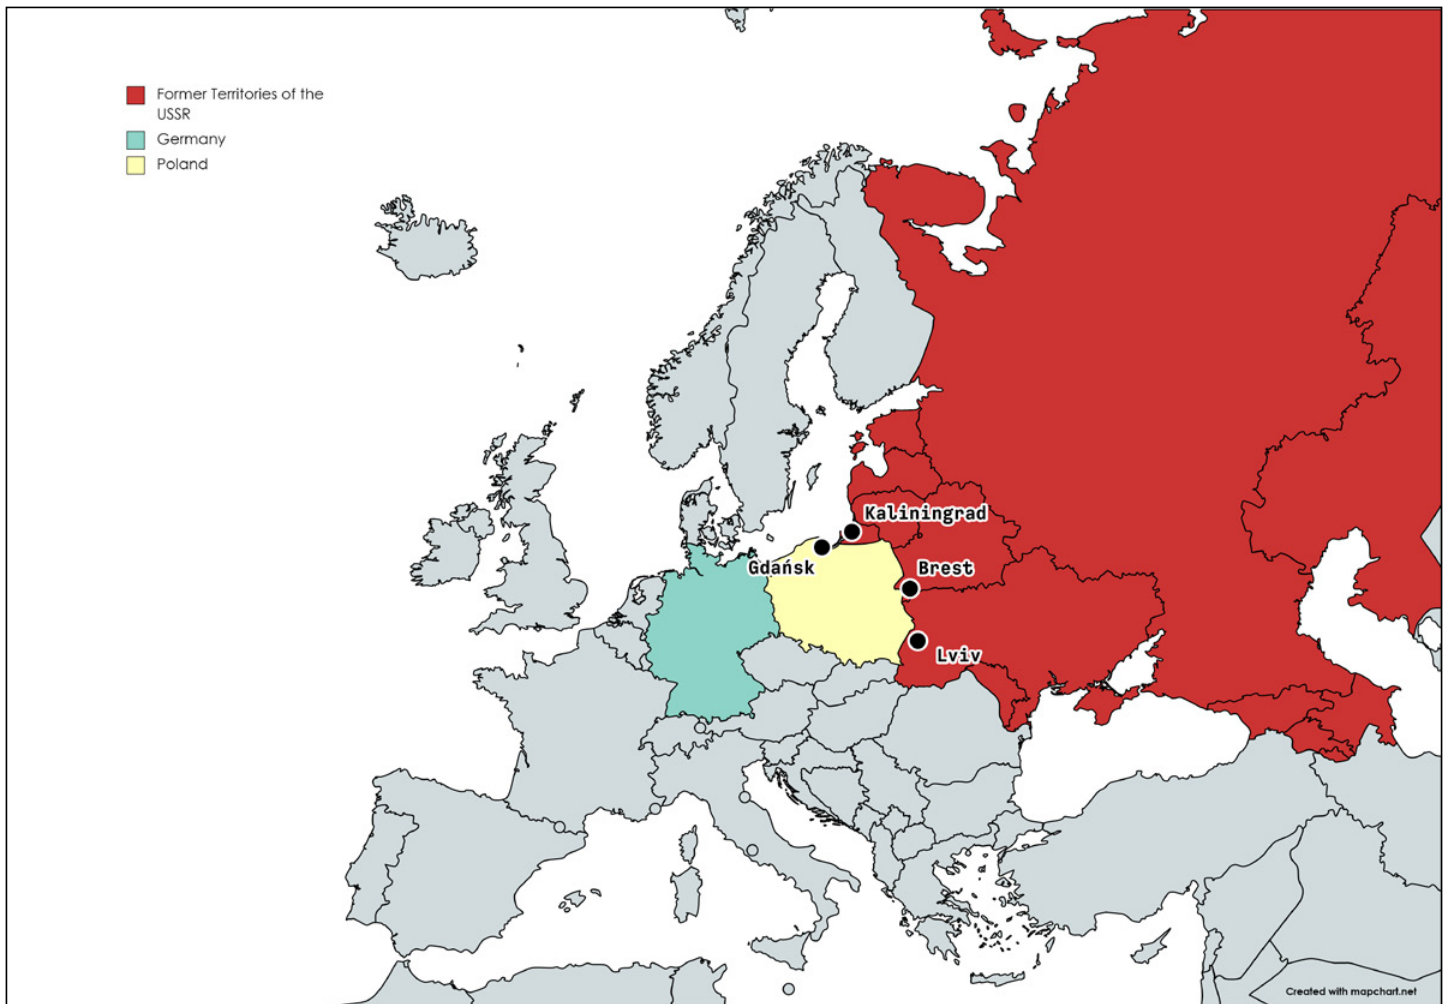 Former Territories of the
USSR
Germany
Poland
Kaliningrad
Gdańsk
Brest
Lviv
Created with mapchart.net